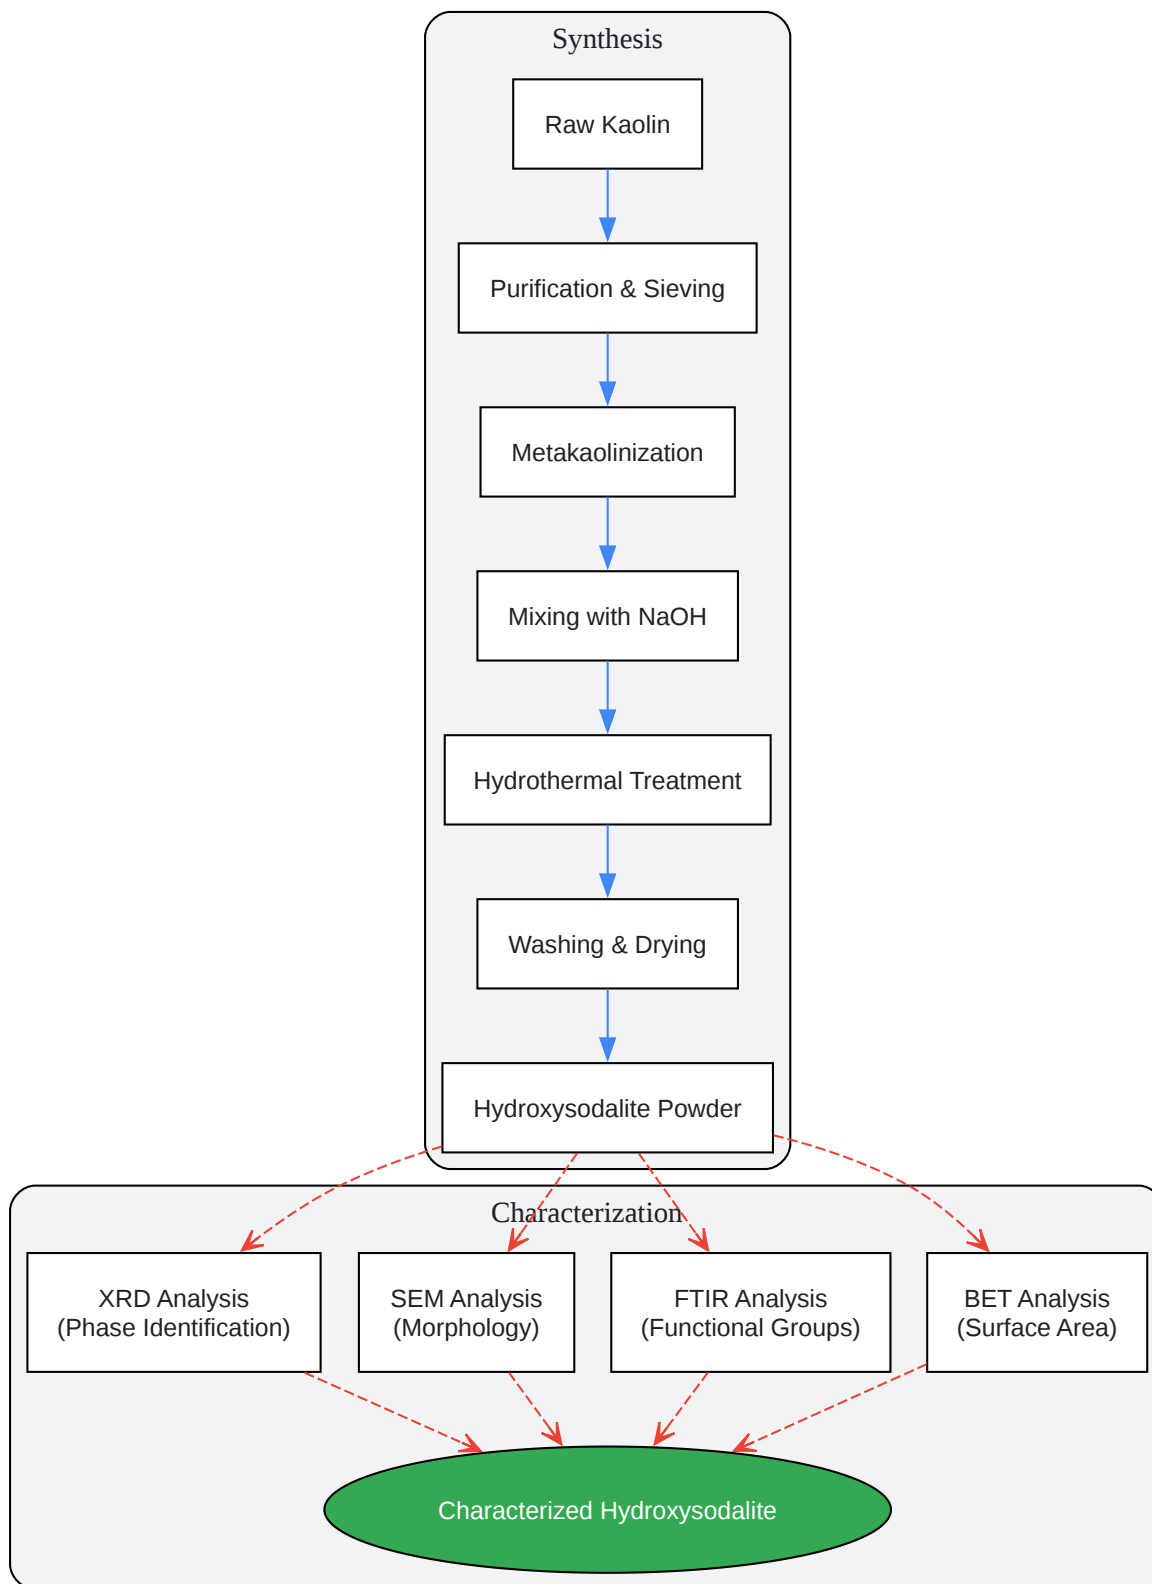 Synthesis
Raw Kaolin
Purification & Sieving
Metakaolinization
Mixing with NaOH
Hydrothermal Treatment
Washing & Drying
Hydroxysodalite Powder
Characterization
XRD Analysis
(Phase Identification)
SEM Analysis
(Morphology)
FTIR Analysis
(Functional Groups)
BET Analysis
(Surface Area)
Characterized Hydroxysodalite